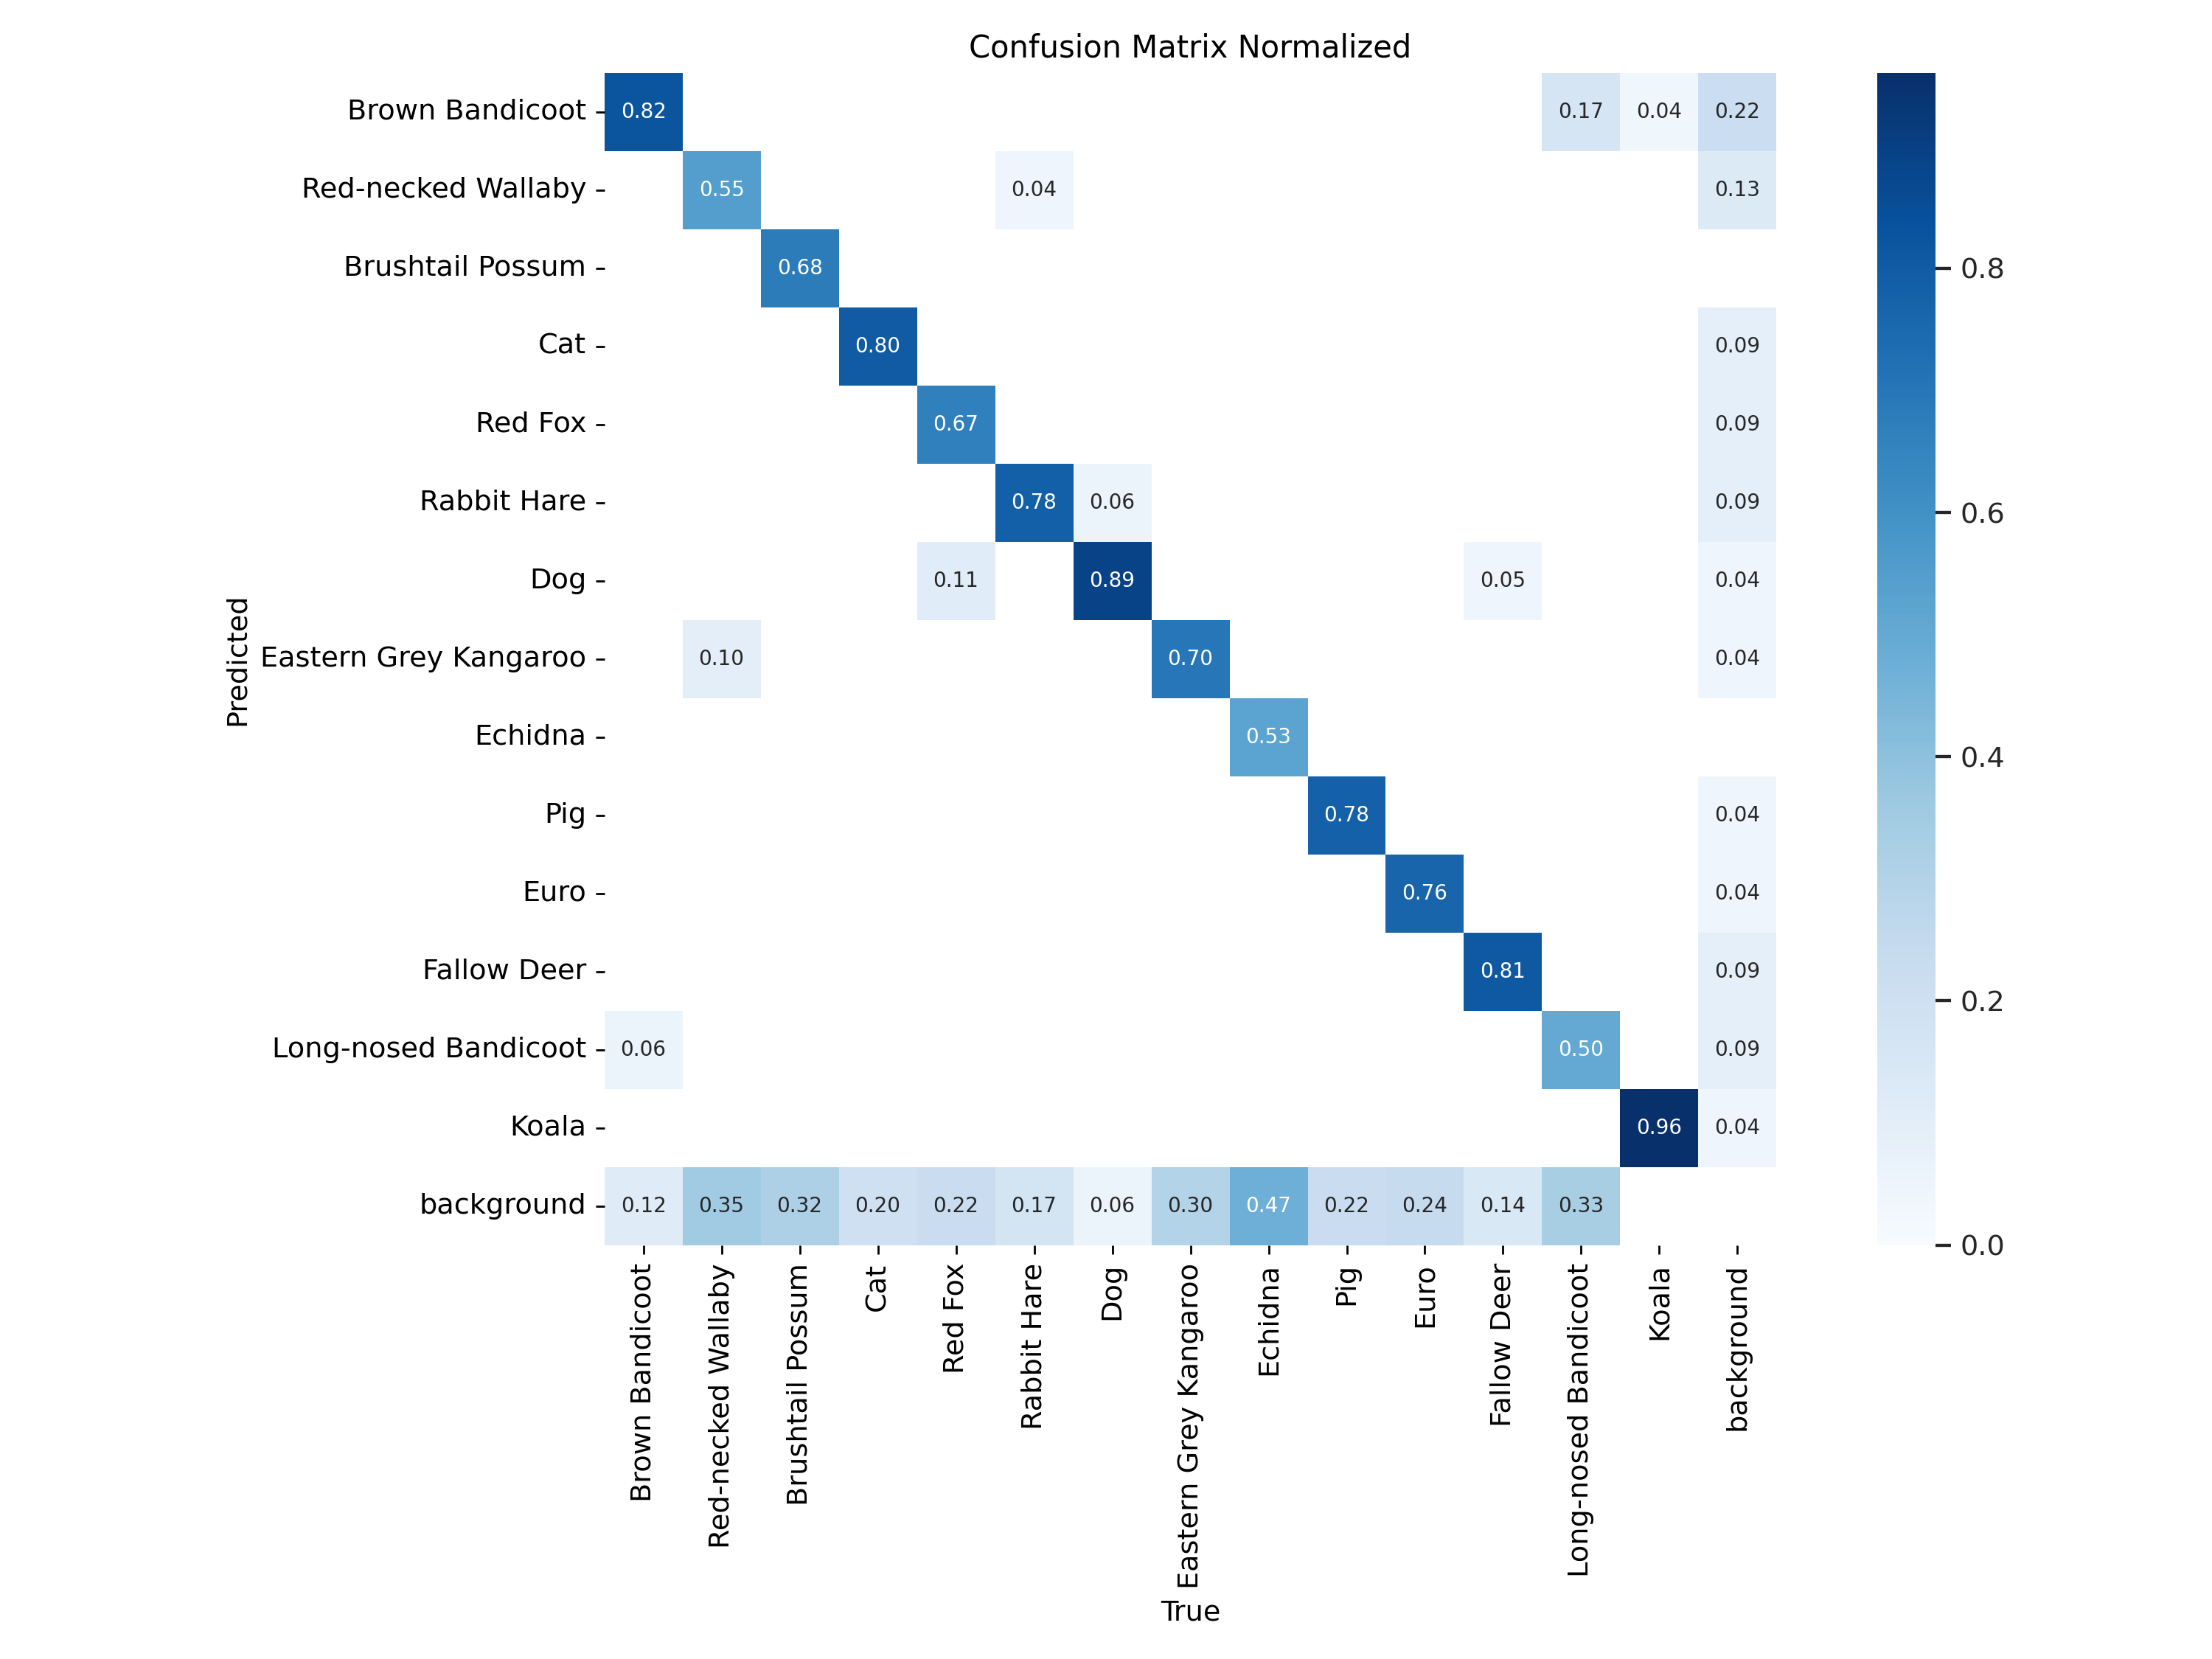 Confusion Matrix Normalized
Brown Bandicoot 0.82 0.17 0.04 0.22
Red-necked Wallaby 0.55 0.04 0.13
Brushtail Possum 0.68
0.8
Cat 0.80 0.09
Red Fox 0.67 0.09
Rabbit Hare 0.78 0.06 0.09
0.6
Dog 0.11 0.89 0.05 0.04
Predicted
Eastern Grey Kangaroo 0.10 0.70 0.04
Echidna 0.53
0.4
Pig 0.78 0.04
Euro 0.76 0.04
Fallow Deer 0.81 0.09
0.2
Long-nosed Bandicoot 0.06 0.50 0.09
Koala 0.96 0.04
background 0.12 0.35 0.32 0.20 0.22 0.17 0.06 0.30 0.47 0.22 0.24 0.14 0.33
0.0
Brown Bandicoot
Red-necked Wallaby
Brushtail Possum
Cat
Red Fox
Rabbit Hare
Dog
Eastern Grey Kangaroo
Echidna
Pig
Euro
Fallow Deer
Long-nosed Bandicoot
Koala
background
True